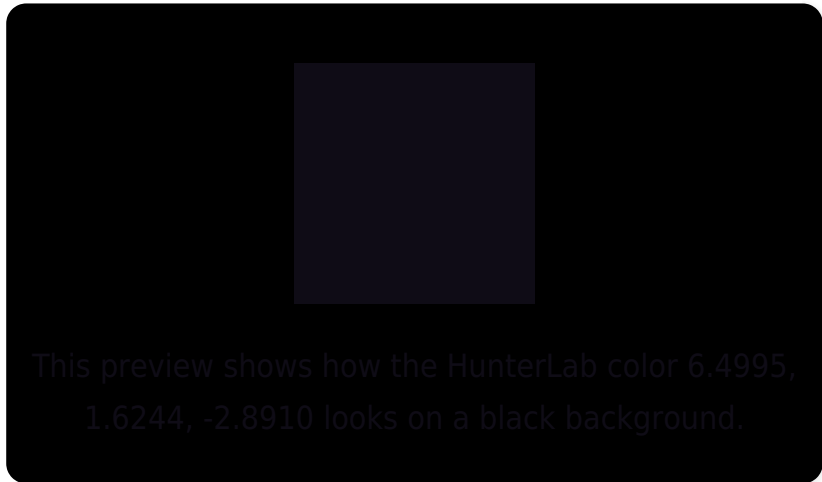 This preview shows how the HunterLab color 6.4995,
1.6244, -2.8910 looks on a black background.